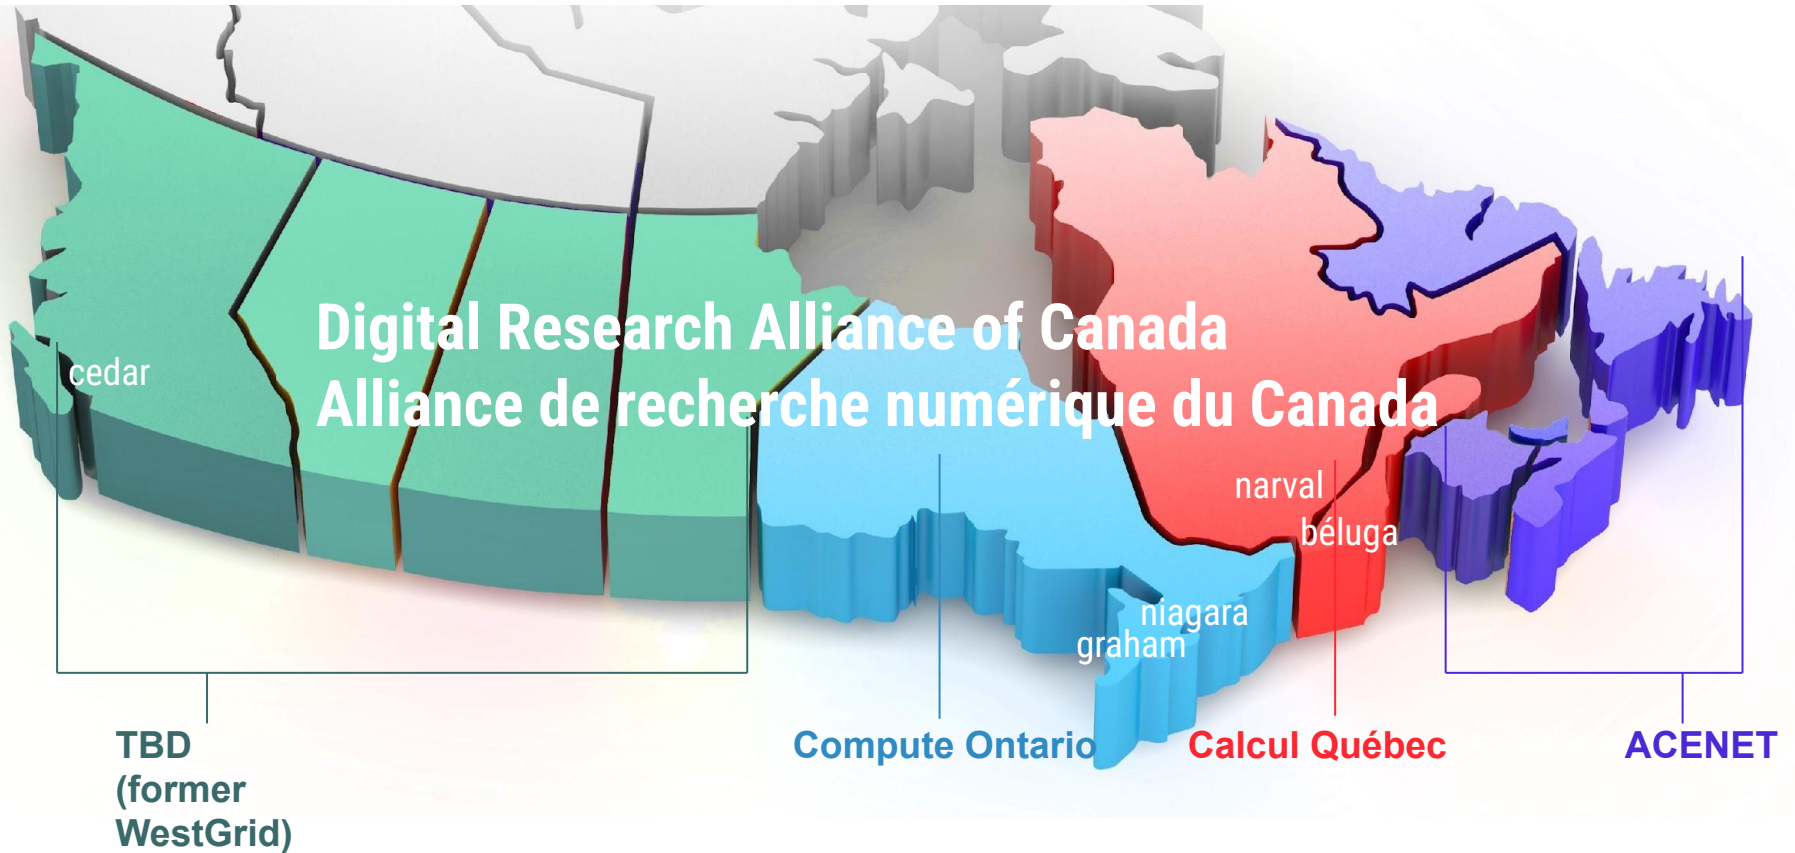 Digital Research Alliance of Canada
Alliance de recherche numérique du Canada
cedar
narval
béluga
niagara
graham
TBD
(former
WestGrid)
Compute Ontario
Calcul Québec
ACENET